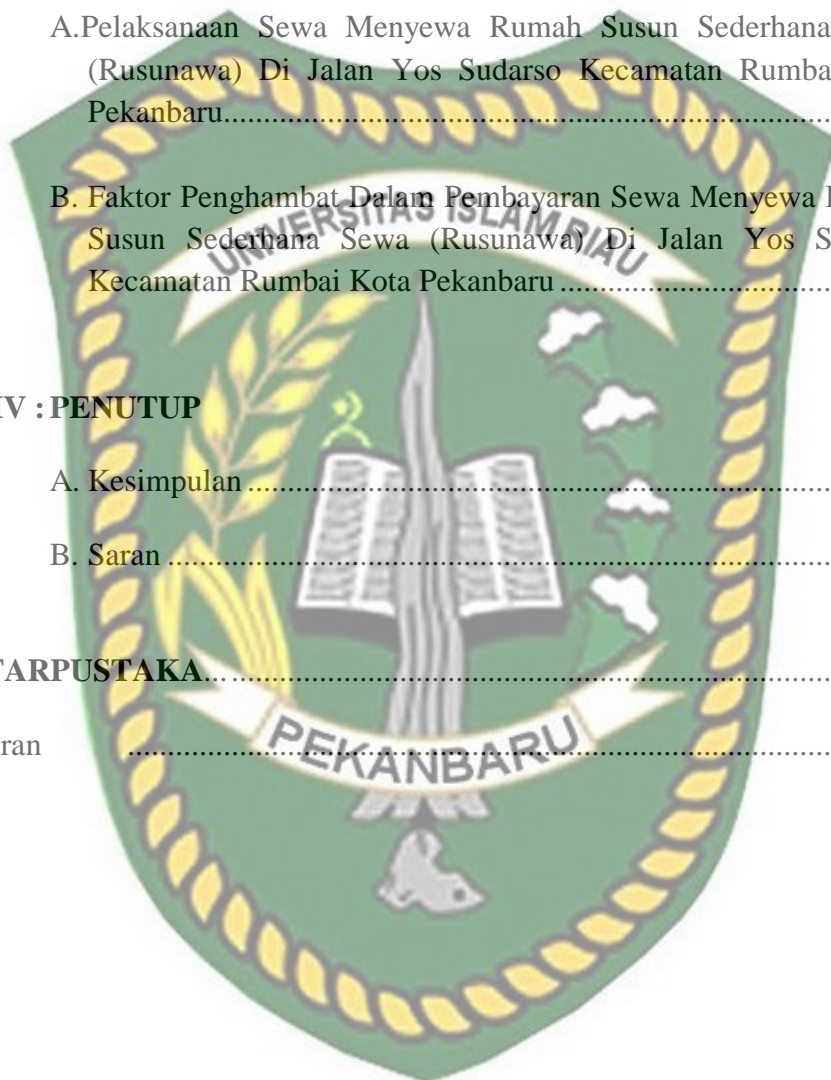 A.Pelaksanaan Sewa Menyewa Rumah Susun Sederhana
(Rusunawa) Di Jalan Yos Sudarso Kecamatan Rumba
Pekanbaru..............................................................................
B. Faktor Penghambat Dalam Pembayaran Sewa Menyewa
Susun Sederhana Sewa (Rusunawa) Di Jalan Yos S
Kecamatan Rumbai Kota Pekanbaru ..................................
UNIVERSITAS ISLAM RIAU
IV : PENUTUP
A. Kesimpulan ..........................................................................
B. Saran ....................................................................................
TARPUSTAKA... ...........................................................................
ran .........................................................................................
PEKANBARU